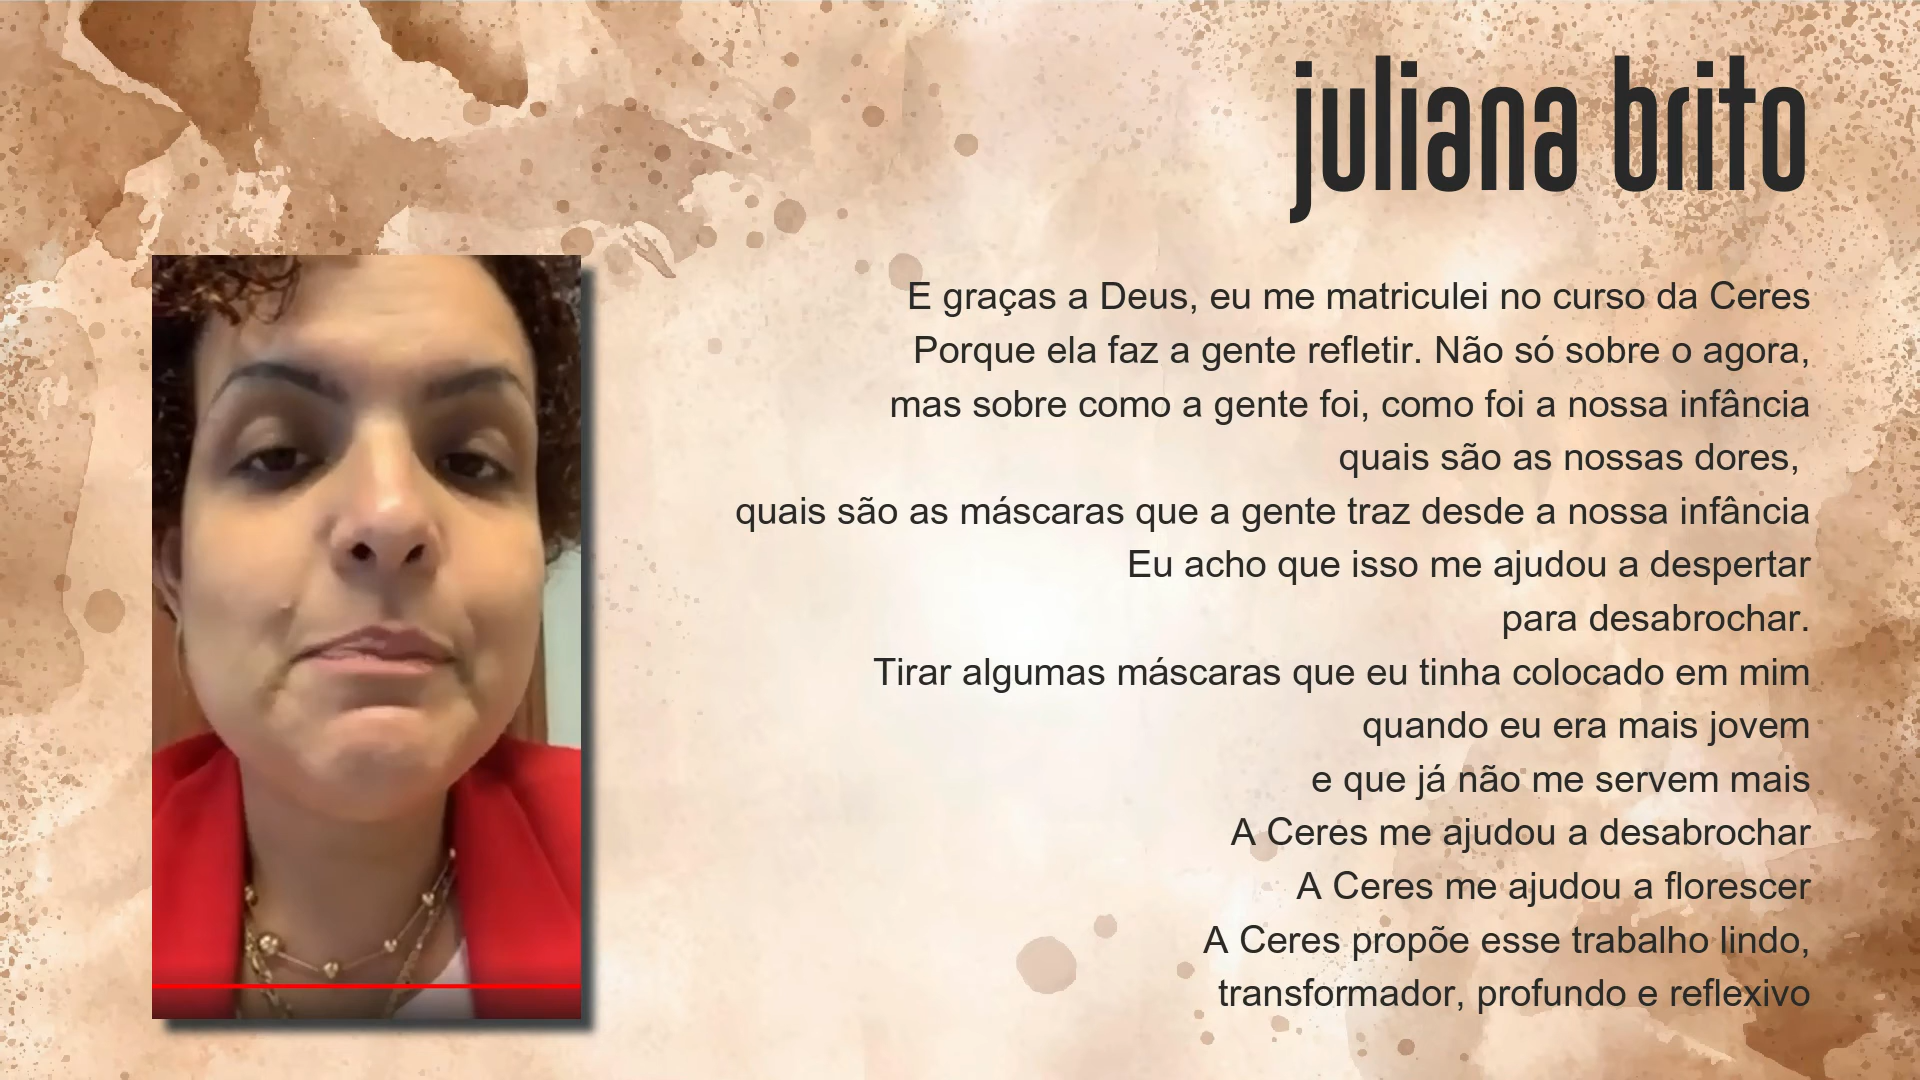 juliana brito
E graças a Deus, eu me matriculei no curso da Ceres
Porque ela faz a gente refletir. Não só sobre o agora,
mas sobre como a gente foi, como foi a nossa infância
quais são as nossas dores,
quais são as máscaras que a gente traz desde a nossa infância
Eu acho que isso me ajudou a despertar
para desabrochar.
Tirar algumas máscaras que eu tinha colocado em mim
quando eu era mais jovem
e que já não me servem mais
A Ceres me ajudou a desabrochar
A Ceres me ajudou a florescer
A Ceres propõe esse trabalho lindo,
transformador, profundo e reflexivo